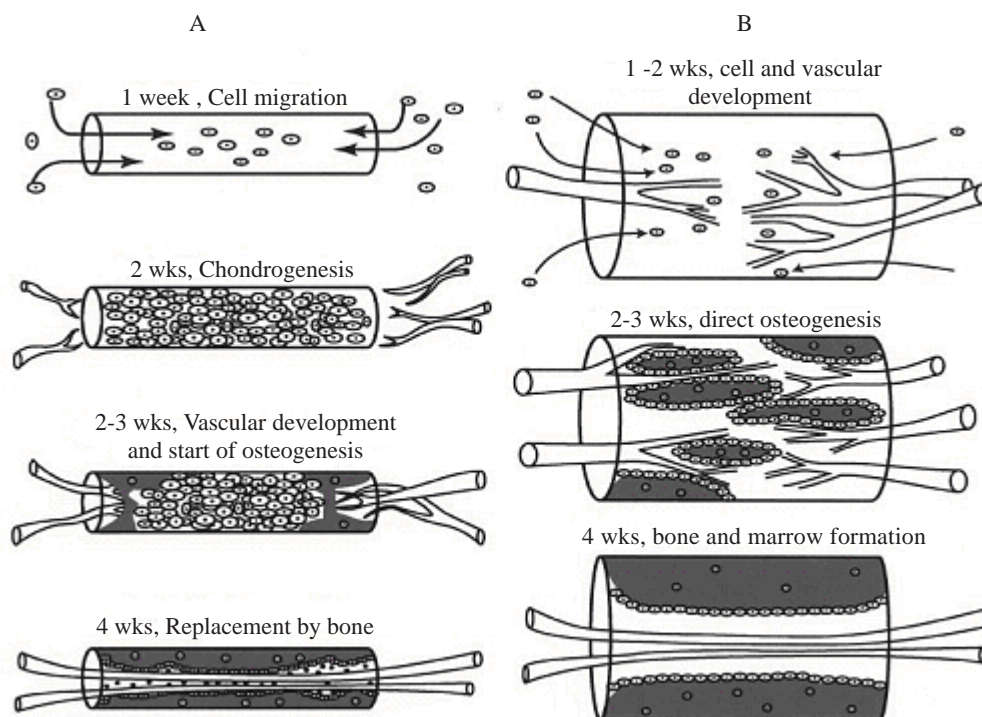 A
1 week , Cell migration
2 wks, Chondrogenesis
2-3 wks, Vascular development
and start of osteogenesis
4 wks, Replacement by bone
B
1 -2 wks, cell and vascular
development
2-3 wks, direct osteogenesis
4 wks, bone and marrow formation